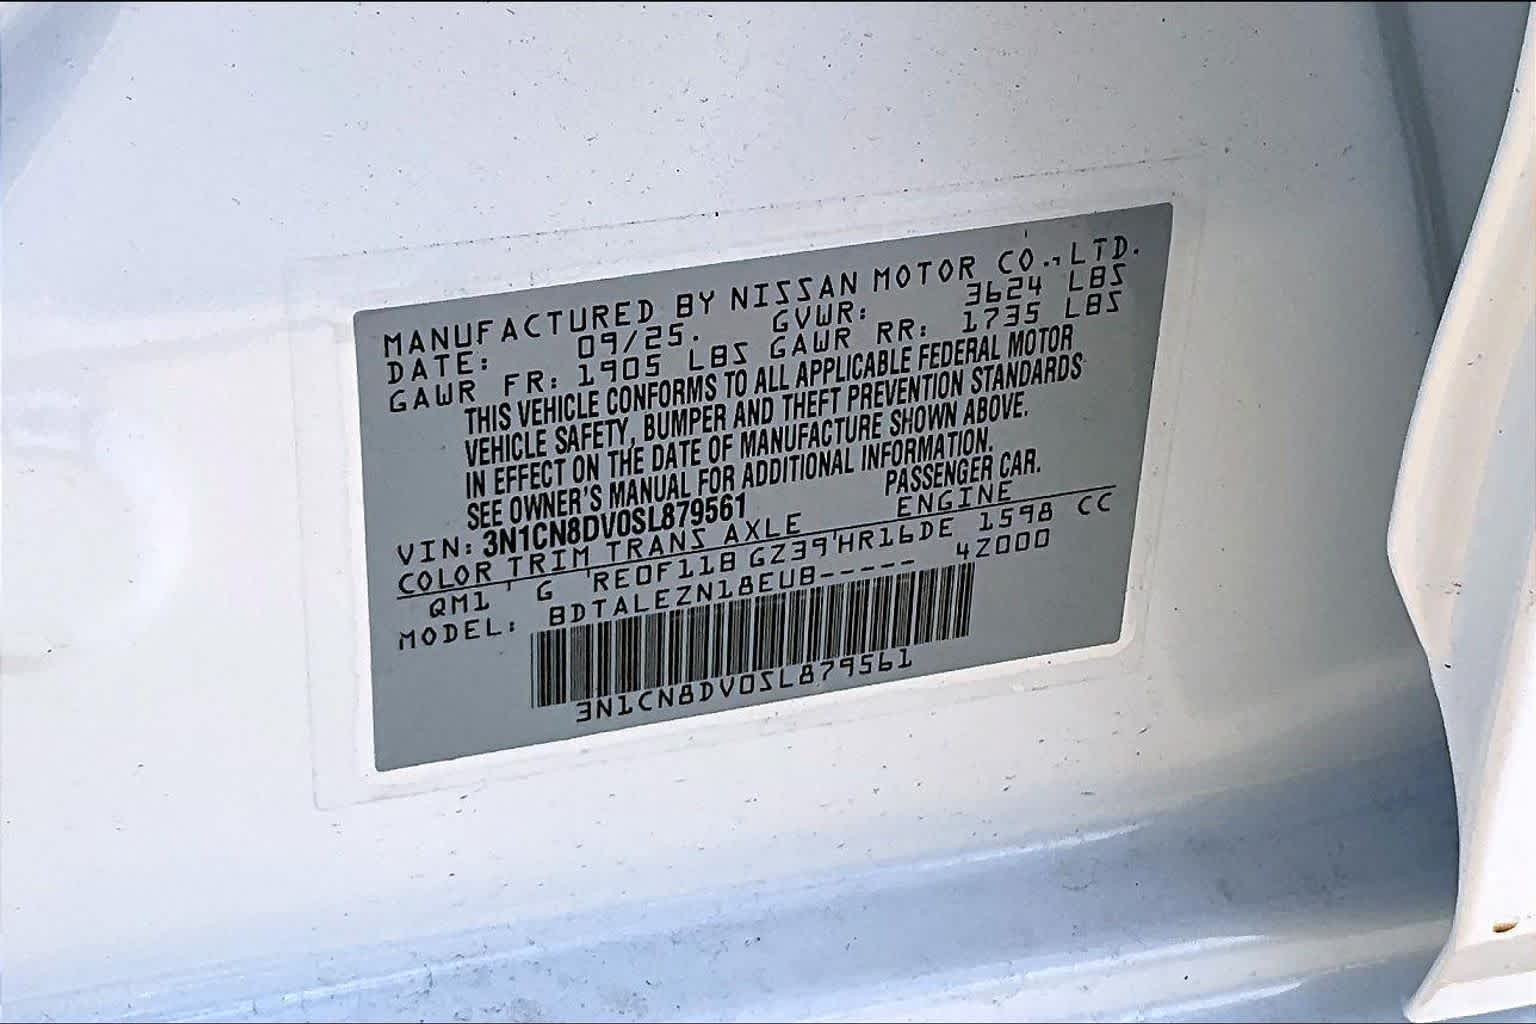 MANUFACTURED BY NISSAN MOTOR CO., LTD.
DATE: 09/25. GVWR: 3624 LBS
GAWR FR: 1905 LBS GAWR RR: 1735 LBS
THIS VEHICLE CONFORMS TO ALL APPLICABLE FEDERAL MOTOR
VEHICLE SAFETY, BUMPER AND THEFT PREVENTION STANDARDS
IN EFFECT ON THE DATE OF MANUFACTURE SHOWN ABOVE.
SEE OWNER'S MANUAL FOR ADDITIONAL INFORMATION.
VIN: 3N1CN8DV0SL879561 PASSENGER CAR.
COLOR TRIM TRANS AXLE ENGINE
QM1 G RE0F11B GZ39 HR16DE 1598 CC
MODEL: BDTALEZN18EUB----- 4Z000
3N1CN8DV0SL879561